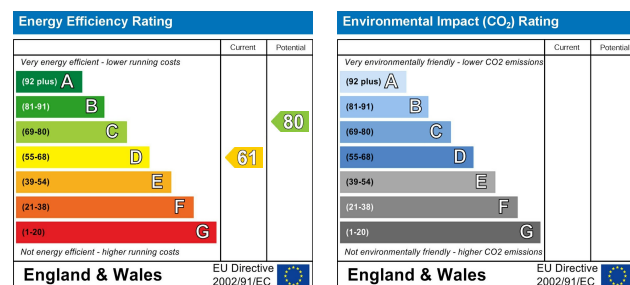 Energy Efficiency Rating
Current Potential
Very energy efficient - lower running costs
(92 plus) A
(81-91) B
(69-80) C
80
(55-68) D
61
(39-54) E
(21-38) F
(1-20) G
Not energy efficient - higher running costs
England & Wales
EU Directive
2002/91/EC
Environmental Impact (CO₂) Rating
Current Potential
Very environmentally friendly - lower CO2 emissions
(92 plus) A
(81-91) B
(69-80) C
(55-68) D
(39-54) E
(21-38) F
(1-20) G
Not environmentally friendly - higher CO2 emissions
England & Wales
EU Directive
2002/91/EC